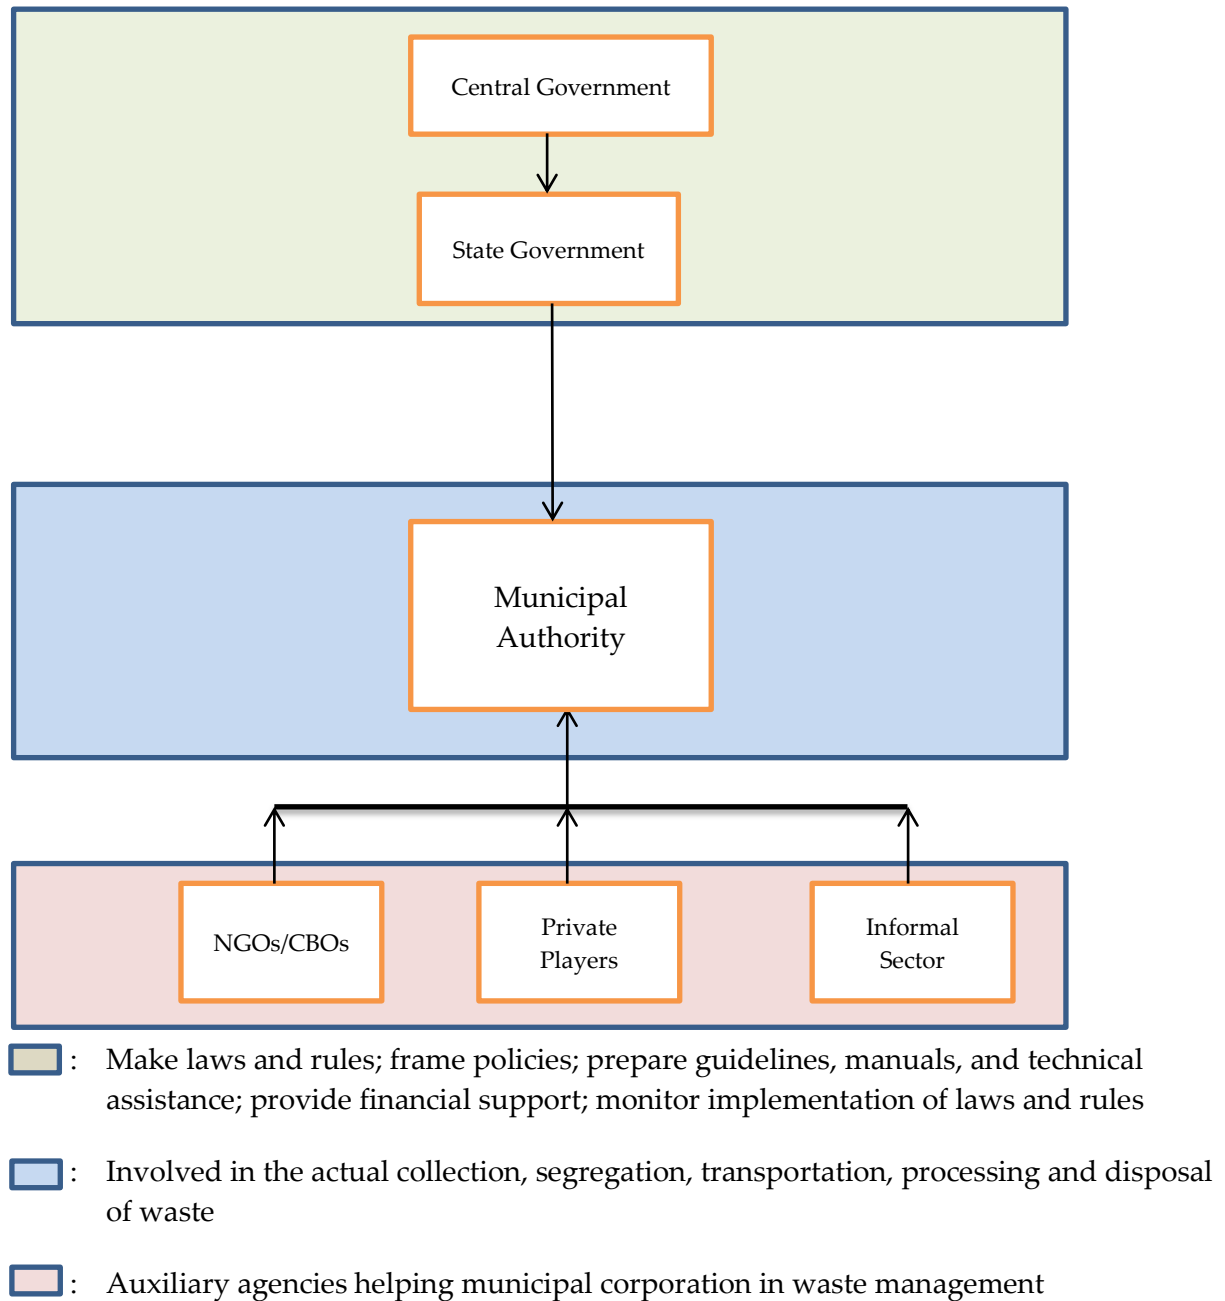 Central Government
State Government
Municipal
Authority
NGOs/CBOs
Private
Players
Informal
Sector
: Make laws and rules; frame policies; prepare guidelines, manuals, and technical
assistance; provide financial support; monitor implementation of laws and rules
: Involved in the actual collection, segregation, transportation, processing and disposal
of waste
: Auxiliary agencies helping municipal corporation in waste management